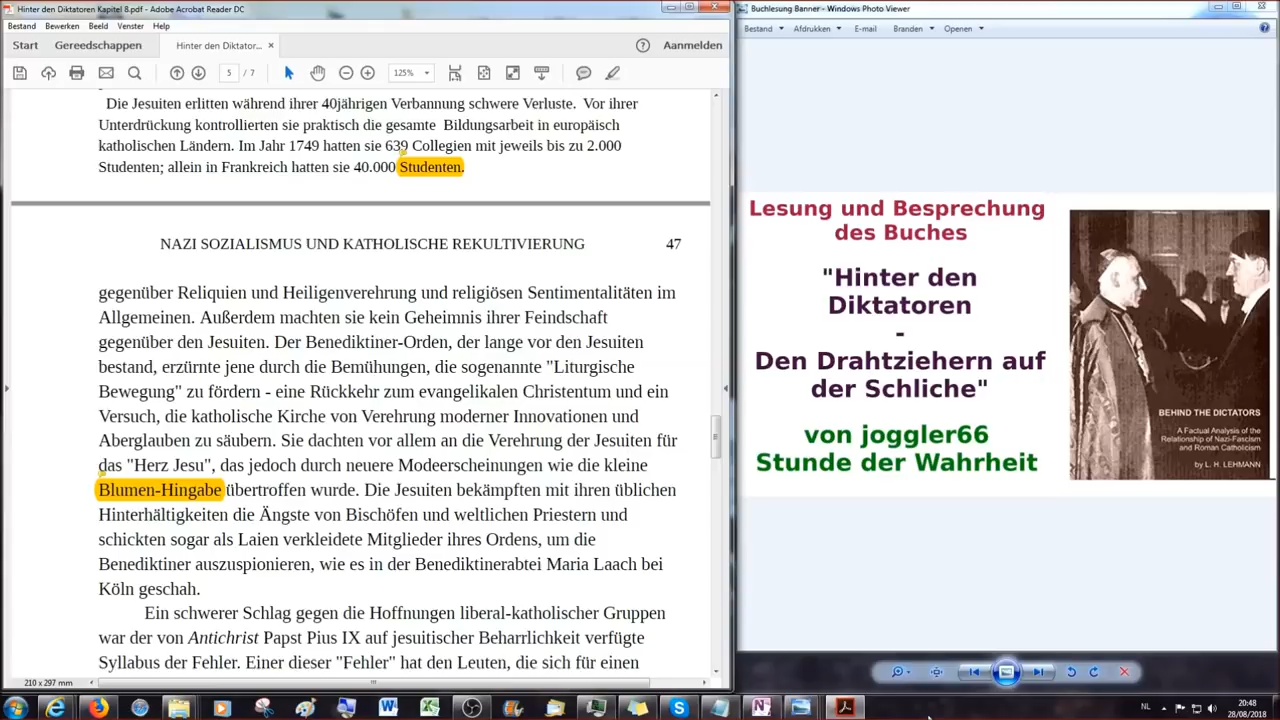 Hinter den Diktatoren Kapitel 8.pdf - Adobe Acrobat Reader DC
Bestand Bewerken Beeld Venster Help
Start Gereedschappen Hinter den Diktator... × Aanmelden
5 / 7 125%
Die Jesuiten erlitten während ihrer 40jährigen Verbannung schwere Verluste. Vor ihrer
Unterdrückung kontrollierten sie praktisch die gesamte Bildungsarbeit in europäisch
katholischen Ländern. Im Jahr 1749 hatten sie 639 Collegien mit jeweils bis zu 2.000
Studenten; allein in Frankreich hatten sie 40.000 Studenten.
NAZI SOZIALISMUS UND KATHOLISCHE REKULTIVIERUNG 47
gegenüber Reliquien und Heiligenverehrung und religiösen Sentimentalitäten im
Allgemeinen. Außerdem machten sie kein Geheimnis ihrer Feindschaft
gegenüber den Jesuiten. Der Benediktiner-Orden, der lange vor den Jesuiten
bestand, erzürnte jene durch die Bemühungen, die sogenannte "Liturgische
Bewegung" zu fördern - eine Rückkehr zum evangelikalen Christentum und ein
Versuch, die katholische Kirche von Verehrung moderner Innovationen und
Aberglauben zu säubern. Sie dachten vor allem an die Verehrung der Jesuiten für
das "Herz Jesu", das jedoch durch neuere Modeerscheinungen wie die kleine
Blumen-Hingabe übertroffen wurde. Die Jesuiten bekämpften mit ihren üblichen
Hinterhältigkeiten die Ängste von Bischöfen und weltlichen Priestern und
schickten sogar als Laien verkleidete Mitglieder ihres Ordens, um die
Benediktiner auszuspionieren, wie es in der Benediktinerabtei Maria Laach bei
Köln geschah.
Ein schwerer Schlag gegen die Hoffnungen liberal-katholischer Gruppen
war der von Antichrist Papst Pius IX auf jesuitischer Beharrlichkeit verfügte
Syllabus der Fehler. Einer dieser "Fehler" hat den Leuten, die sich für einen
210 x 297 mm
Buchlesung Banner - Windows Photo Viewer
Bestand Afdrukken E-mail Branden Openen
Lesung und Besprechung
des Buches
"Hinter den
Diktatoren
-
Den Drahtziehern auf
der Schliche"
von joggler66
Stunde der Wahrheit
BEHIND THE DICTATORS
A Factual Analysis of the
Relationship of Nazi-Fascism
and Roman Catholicism
by L. H. LEHMANN
NL
20:48
28/08/2018